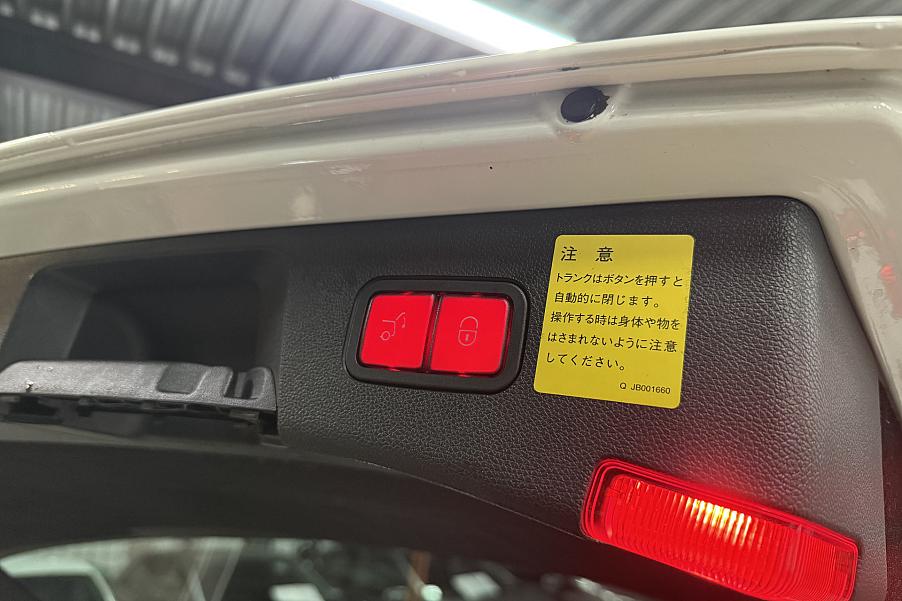 注 意
トランクはボタンを押すと
自動的に閉じます。
操作する時は身体や物を
はさまれないように注意
してください。
Q JB001660